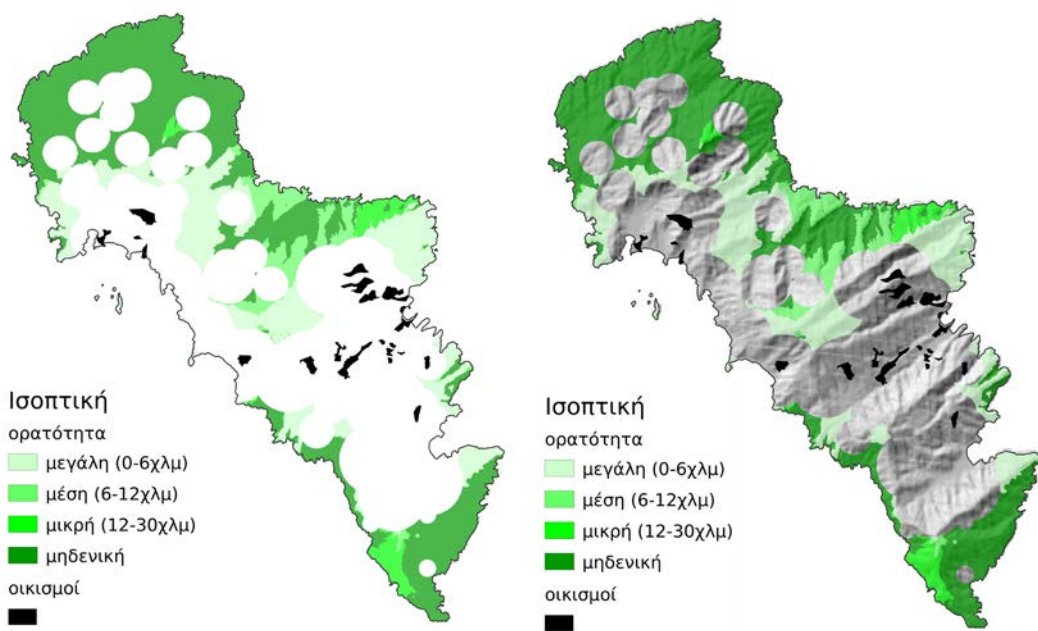 Ισοπτική
ορατότητα
μεγάλη (0-6χλμ)
μέση (6-12χλμ)
μικρή (12-30χλμ)
μηδενική
οικισμοί
Ισοπτική
ορατότητα
μεγάλη (0-6χλμ)
μέση (6-12χλμ)
μικρή (12-30χλμ)
μηδενική
οικισμοί